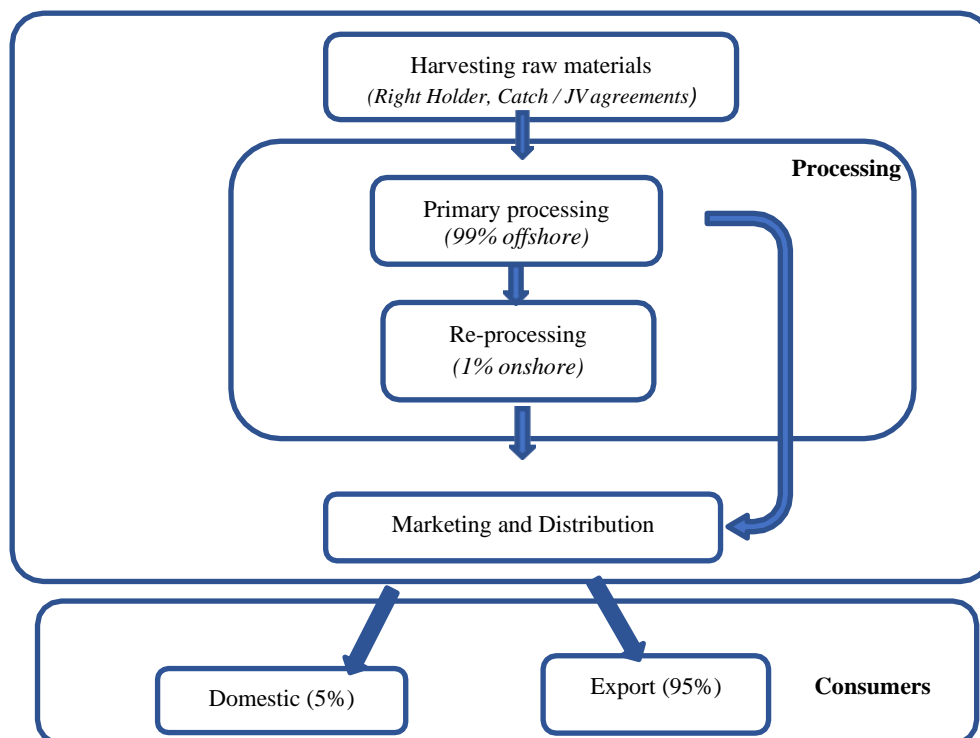 Harvesting raw materials
(Right Holder, Catch / JV agreements)
Processing
Primary processing
(99% offshore)
Re-processing
(1% onshore)
Marketing and Distribution
Domestic (5%)
Export (95%)
Consumers